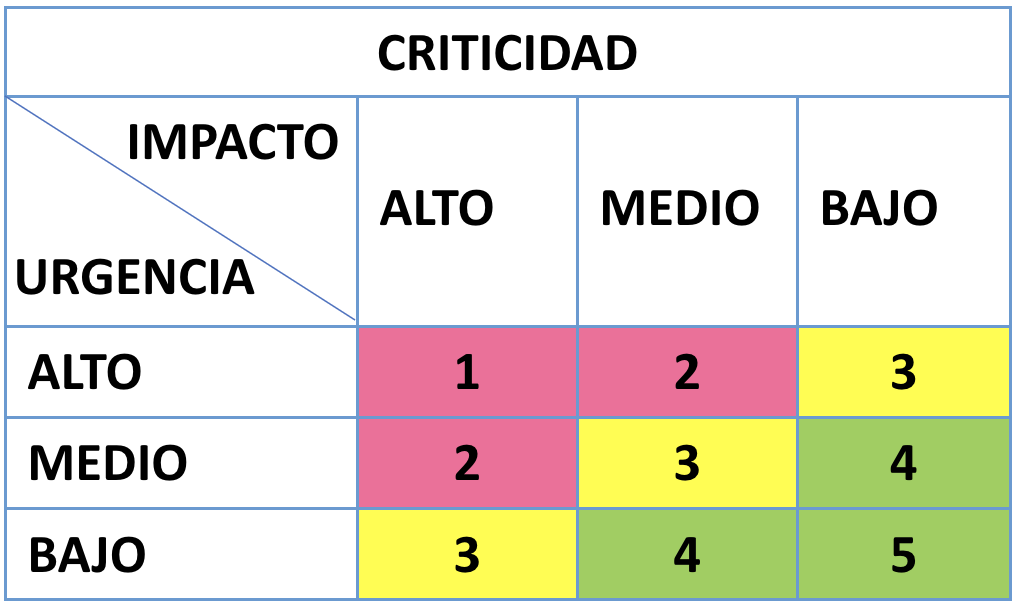 CRITICIDAD
IMPACTO
URGENCIA
ALTO MEDIO BAJO
ALTO 1 2 3
MEDIO 2 3 4
BAJO 3 4 5